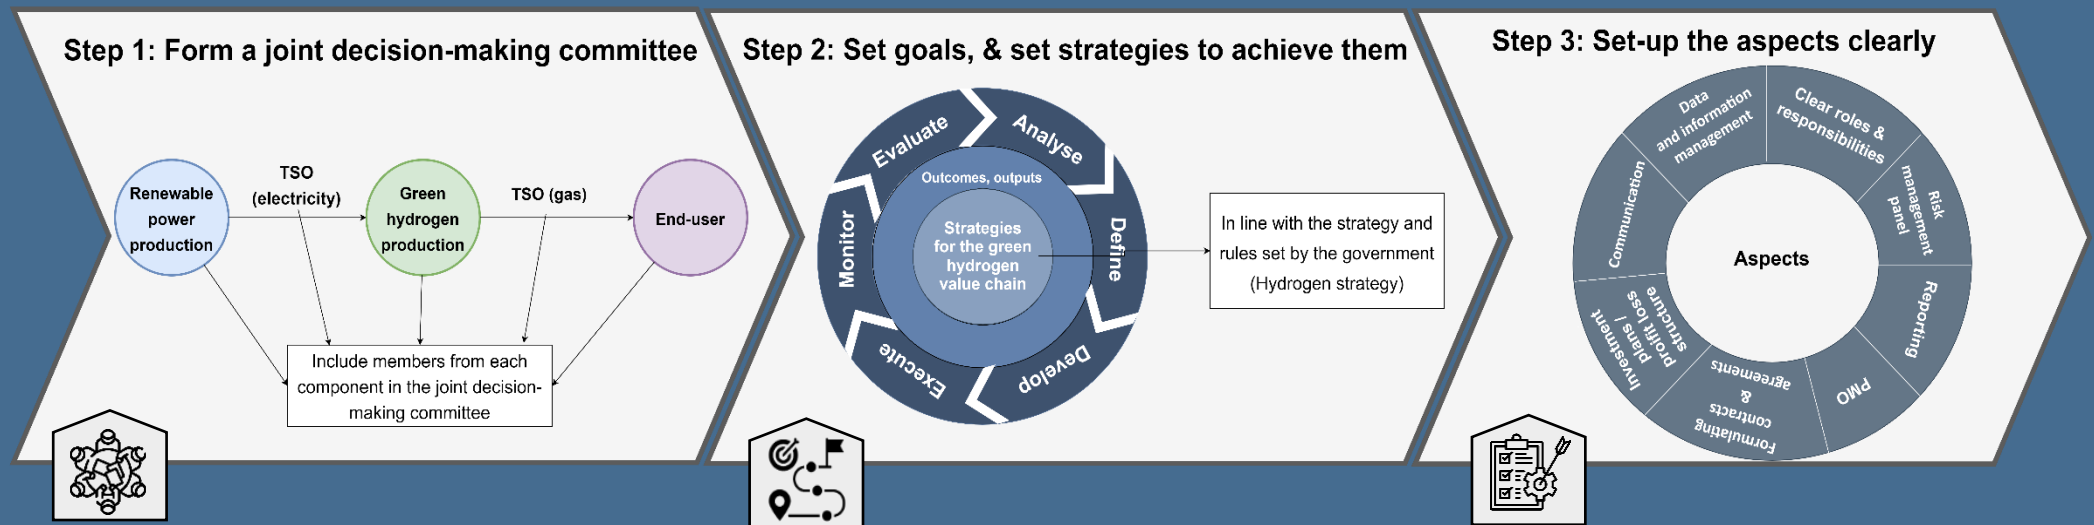 Step 1: Form a joint decision-making committee
Renewable
power
production
TSO
(electricity)
Green
hydrogen
production
TSO (gas)
End-user
Include members from each
component in the joint decision-
making committee
Step 2: Set goals, & set strategies to achieve them
Analyse
Define
Develop
Execute
Monitor
Evaluate
Outcomes, outputs
Strategies
for the green
hydrogen
value chain
In line with the strategy and
rules set by the government
(Hydrogen strategy)
Step 3: Set-up the aspects clearly
Clear roles &
responsibilities
Risk
management
panel
Reporting
PMO
Formulating
contracts
&
agreements
Investment
plans /
proifit loss
structure
Communication
Data
and information
management
Aspects